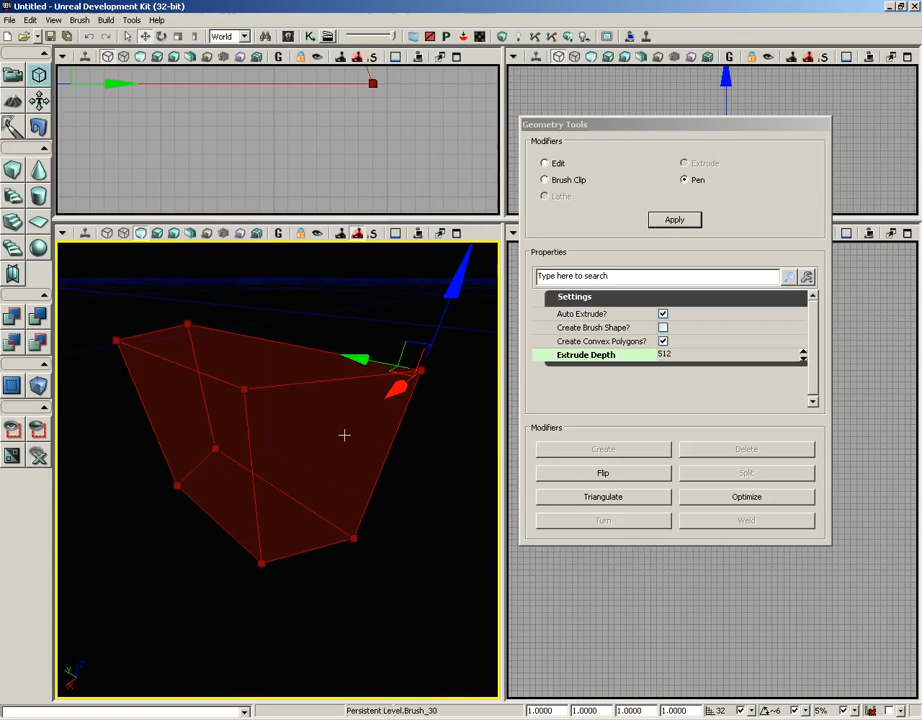 Untitled - Unreal Development Kit (32-bit)
File Edit View Brush Build Tools Help
World
K
P
G S G S
Geometry Tools
Modifiers
Edit Extrude
Brush Clip Pen
Lathe
Apply
G S
Properties
Type here to search
Settings
Auto Extrude?
Create Brush Shape?
Create Convex Polygons?
Extrude Depth 512
Modifiers
Create Delete
Flip Split
Triangulate Optimize
Turn Weld
Z
Y
X
Persistent Level.Brush_30 1.0000 1.0000 1.0000 1.0000 32 ~6 5%